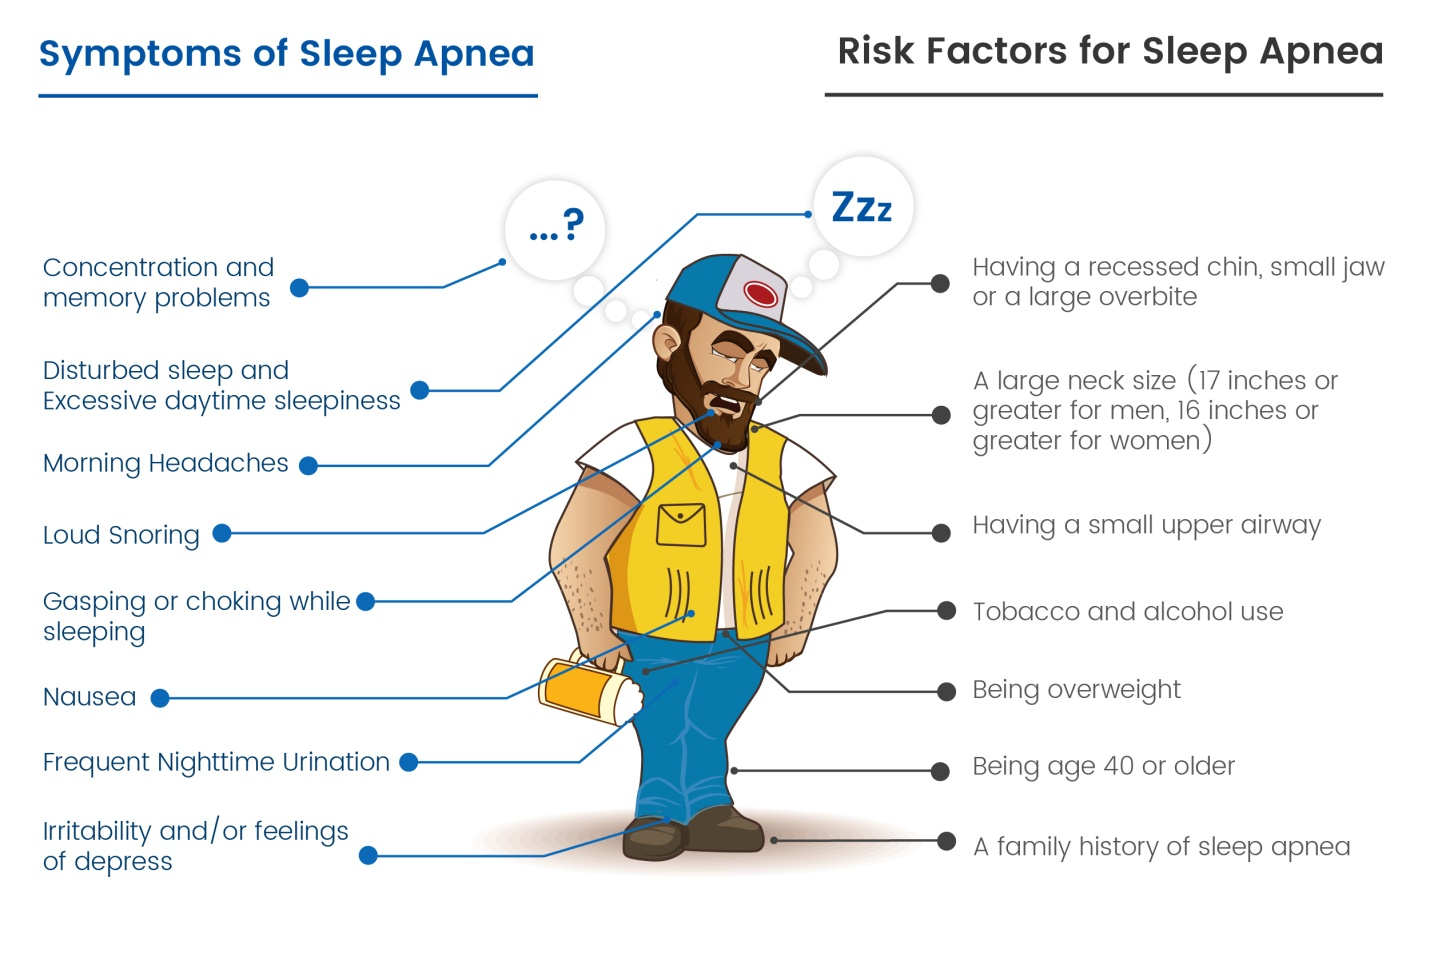 Symptoms of Sleep Apnea
Risk Factors for Sleep Apnea
...?
Zzz
Concentration and
memory problems
Disturbed sleep and
Excessive daytime sleepiness
Morning Headaches
Loud Snoring
Gasping or choking while
sleeping
Nausea
Frequent Nighttime Urination
Irritability and/or feelings
of depress
Having a recessed chin, small jaw
or a large overbite
A large neck size (17 inches or
greater for men, 16 inches or
greater for women)
Having a small upper airway
Tobacco and alcohol use
Being overweight
Being age 40 or older
A family history of sleep apnea